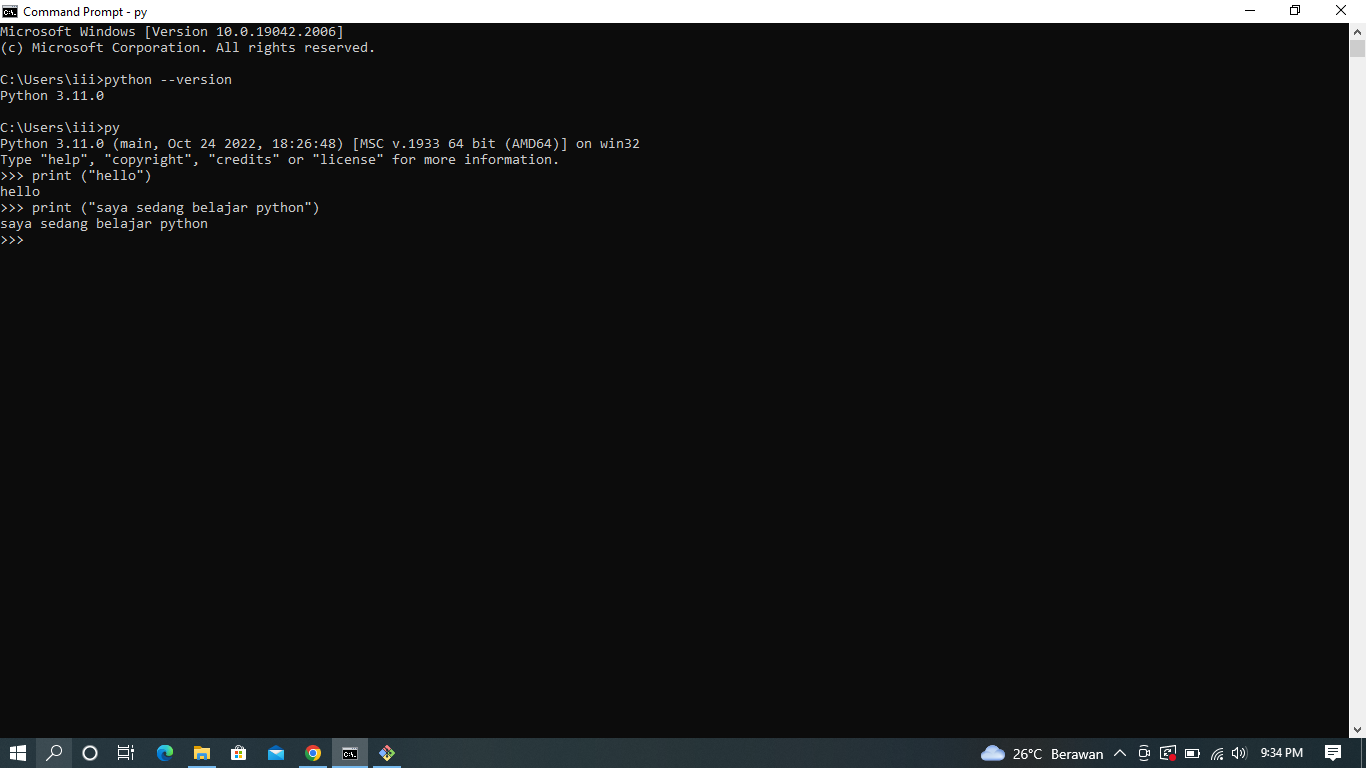 Command Prompt - py
Microsoft Windows [Version 10.0.19042.2006]
(c) Microsoft Corporation. All rights reserved.
C:\Users\iii>python --version
Python 3.11.0
C:\Users\iii>py
Python 3.11.0 (main, Oct 24 2022, 18:26:48) [MSC v.1933 64 bit (AMD64)] on win32
Type "help", "copyright", "credits" or "license" for more information.
>>> print ("hello")
hello
>>> print ("saya sedang belajar python")
saya sedang belajar python
>>>
26°C Berawan
9:34 PM